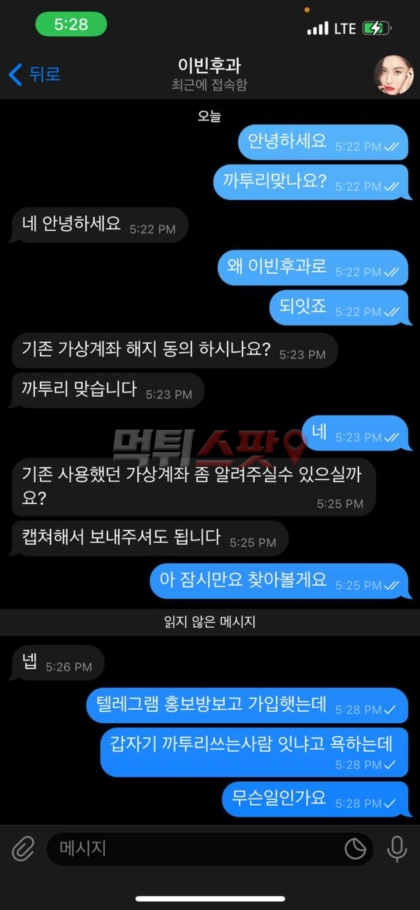 5:28
LTE
뒤로
이빈후과
최근에 접속함
오늘
안녕하세요 5:22 PM
까투리맞나요? 5:22 PM
네 안녕하세요 5:22 PM
왜 이빈후과로 5:22 PM
되잇죠 5:22 PM
기존 가상계좌 해지 동의 하시나요? 5:23 PM
까투리 맞습니다 5:23 PM
먹튀스팟
네 5:23 PM
기존 사용했던 가상계좌 좀 알려주실수 있으실까
요? 5:25 PM
캡쳐해서 보내주셔도 됩니다 5:25 PM
아 잠시만요 찾아볼게요 5:25 PM
읽지 않은 메시지
넵 5:26 PM
텔레그램 홍보방보고 가입햇는데 5:28 PM
갑자기 까투리쓰는사람 잇냐고 욕하는데
5:28 PM
무슨일인가요 5:28 PM
메시지